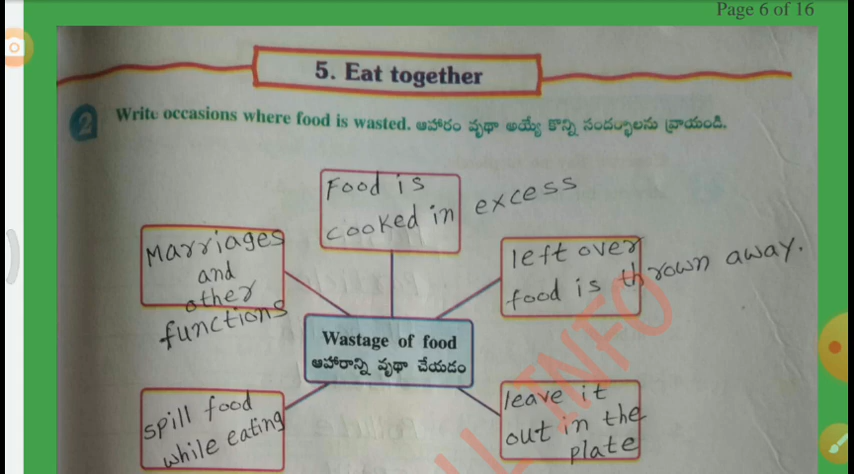 Page 6 of 16
5. Eat together
2 Write occasions where food is wasted. ఆహారం వృథా అయ్యే కొన్ని సందర్భాలను వ్రాయండి.
Food is
cooked in excess
Marriages
and
other
functions
left over
food is thrown away.
Wastage of food
ఆహారాన్ని వృథా చేయడం
spill food
while eating
leave it
out in the
plate
INFO